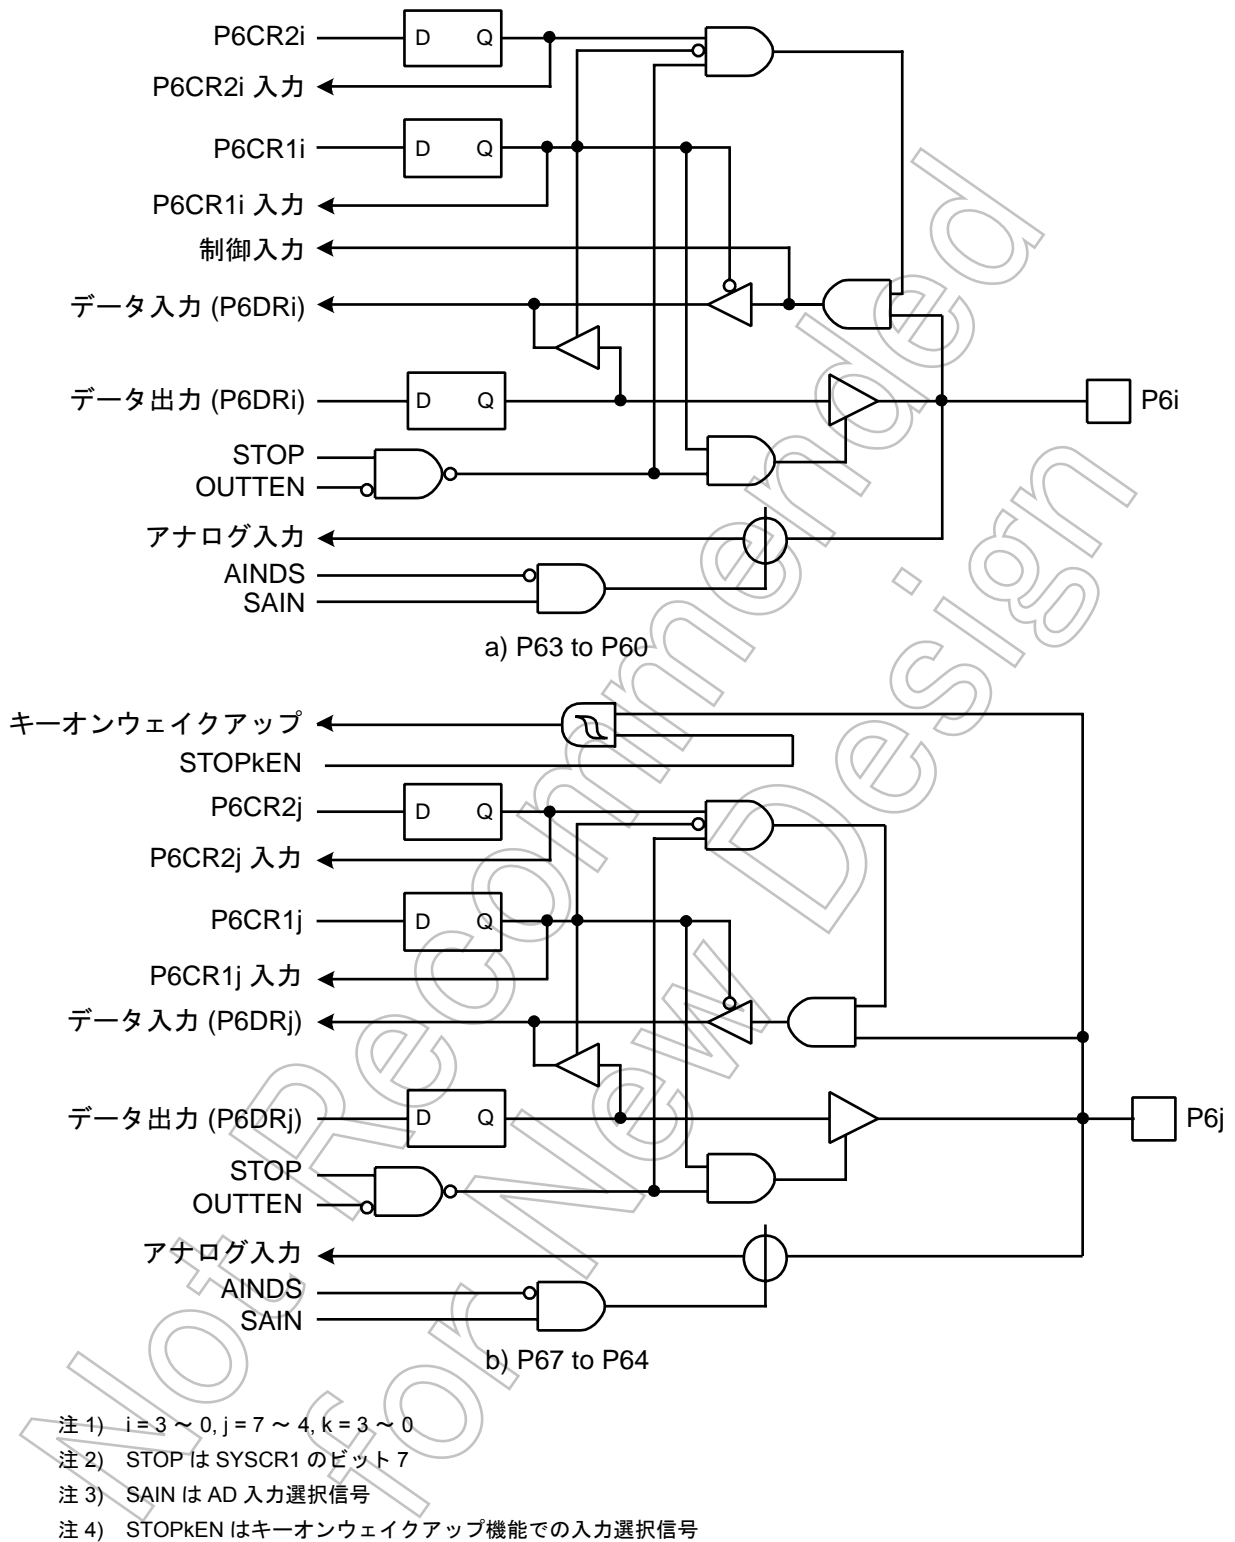 P6CR2i
D Q
P6CR2i 入力
P6CR1i
D Q
P6CR1i 入力
制御入力
データ入力 (P6DRi)
データ出力 (P6DRi)
D Q
P6i
STOP
OUTTEN
アナログ入力
AINDS
SAIN
a) P63 to P60
キーオンウェイクアップ
STOPkEN
P6CR2j
D Q
P6CR2j 入力
P6CR1j
D Q
P6CR1j 入力
データ入力 (P6DRj)
データ出力 (P6DRj)
D Q
P6j
STOP
OUTTEN
アナログ入力
AINDS
SAIN
b) P67 to P64
注 1) i = 3 ～ 0, j = 7 ～ 4, k = 3 ～ 0
注 2) STOP は SYSCR1 のビット 7
注 3) SAIN は AD 入力選択信号
注 4) STOPkEN はキーオンウェイクアップ機能での入力選択信号
Not Recommended
for New Design